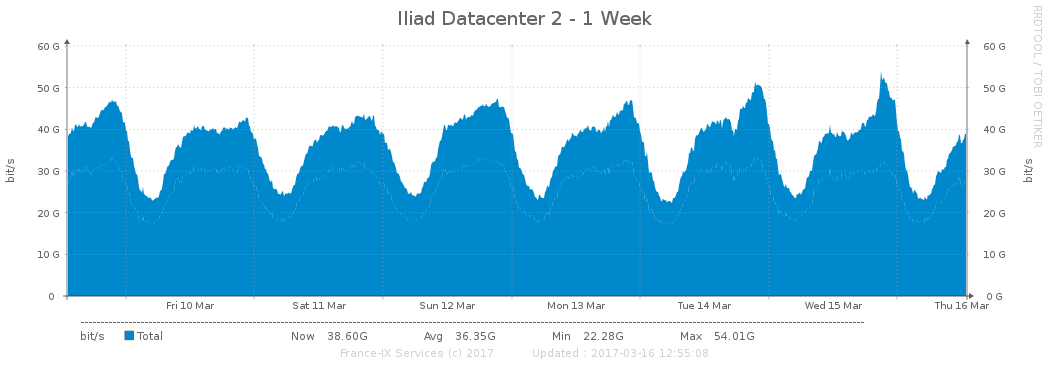 Iliad Datacenter 2 - 1 Week
RRDTOOL / TOBI OETIKER
60 G 60 G
50 G 50 G
40 G 40 G
30 G 30 G
20 G 20 G
10 G 10 G
0 0 G
bit/s bit/s
Fri 10 Mar Sat 11 Mar Sun 12 Mar Mon 13 Mar Tue 14 Mar Wed 15 Mar Thu 16 Mar
bit/s Total Now 38.60G Avg 36.35G Min 22.28G Max 54.01G
France-IX Services (c) 2017 Updated : 2017-03-16 12:55:08